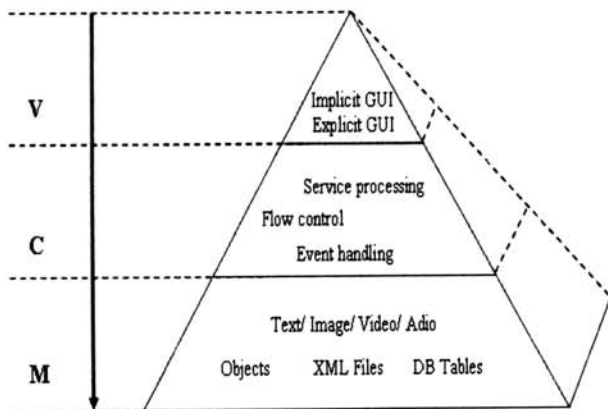 V
Implicit GUI
Explicit GUI
Service processing
Flow control
C
Event handling
Text/ Image/ Video/ Adio
M
Objects XML Files DB Tables